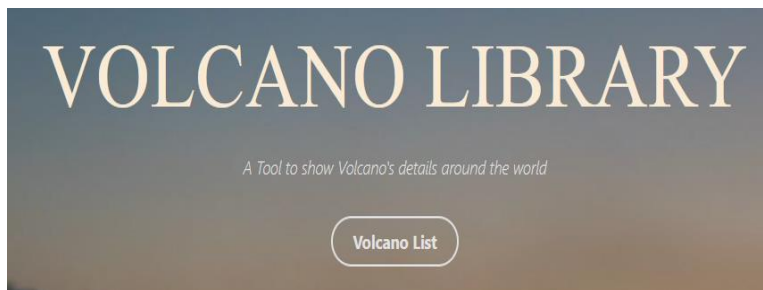 VOLCANO LIBRARY
A Tool to show Volcano's details around the world
Volcano List